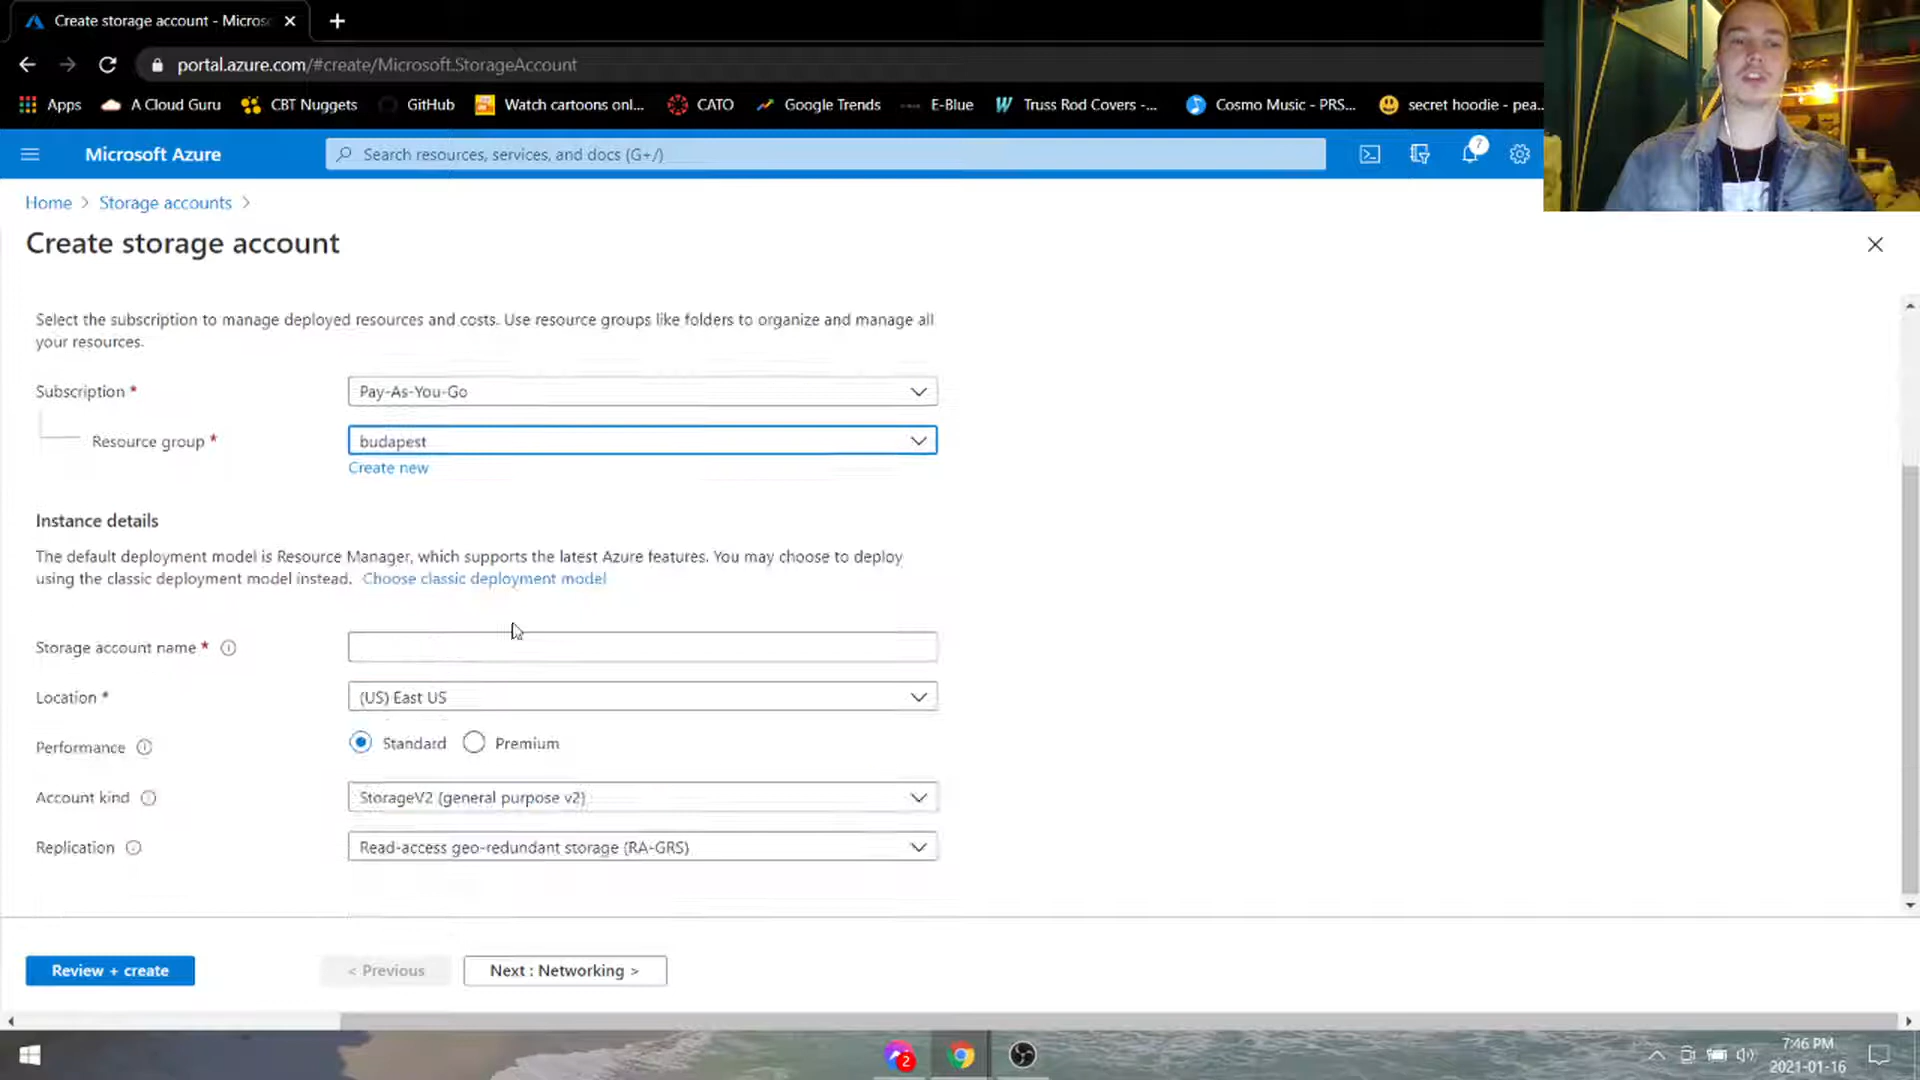 Create storage account - Micros
portal.azure.com/#create/Microsoft.StorageAccount
Apps A Cloud Guru CBT Nuggets GitHub Watch cartoons onl... CATO Google Trends E-Blue Truss Rod Covers -... Cosmo Music - PRS... secret hoodie - pea...
Microsoft Azure
Search resources, services, and docs (G+/)
7
Home > Storage accounts >
Create storage account
Select the subscription to manage deployed resources and costs. Use resource groups like folders to organize and manage all
your resources.
Subscription *
Pay-As-You-Go
Resource group *
budapest
Create new
Instance details
The default deployment model is Resource Manager, which supports the latest Azure features. You may choose to deploy
using the classic deployment model instead. Choose classic deployment model
Storage account name *
Location *
(US) East US
Performance
Standard Premium
Account kind
StorageV2 (general purpose v2)
Replication
Read-access geo-redundant storage (RA-GRS)
Review + create
< Previous
Next : Networking >
2
7:46 PM
2021-01-16